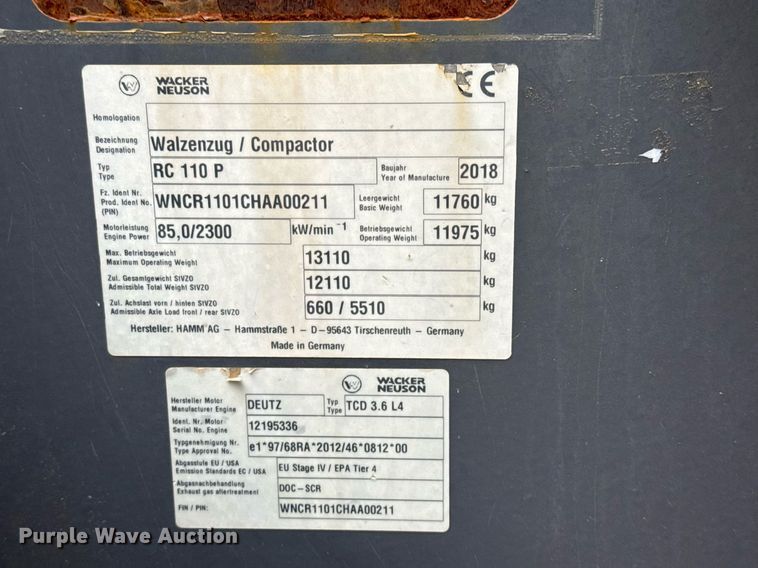 WACKER
NEUSON
CE
Homologation
Bezeichnung
Designation
Walzenzug / Compactor
Typ
Type
RC 110 P
Baujahr
Year of Manufacture
2018
Fz. Ident Nr.
Prod. Ident No.
(PIN)
WNCR1101CHAA00211
Leergewicht
Basic Weight
11760 kg
Motorleistung
Engine Power
85,0/2300
kW/min⁻¹
Betriebsgewicht
Operating Weight
11975 kg
Max. Betriebsgewicht
Maximum Operating Weight
13110 kg
Zul. Gesamtgewicht StVZO
Admissible Total Weight StVZO
12110 kg
Zul. Achslast vorn / hinten StVZO
Admissible Axle Load front / rear StVZO
660 / 5510 kg
Hersteller: HAMM AG – Hammstraße 1 – D-95643 Tirschenreuth – Germany
Made in Germany
WACKER
NEUSON
Hersteller Motor
Manufacturer Engine
DEUTZ
Typ
Type
TCD 3.6 L4
Ident. Nr. Motor
Serial No. Engine
12195336
Typgenehmigung Nr.
Type Approval No.
e1*97/68RA*2012/46*0812*00
Abgasstufe EU / USA
Emission Standards EC / USA
EU Stage IV / EPA Tier 4
Abgasnachbehandlung
Exhaust gas aftertreatment
DOC-SCR
FIN / PIN:
WNCR1101CHAA00211
Purple Wave Auction